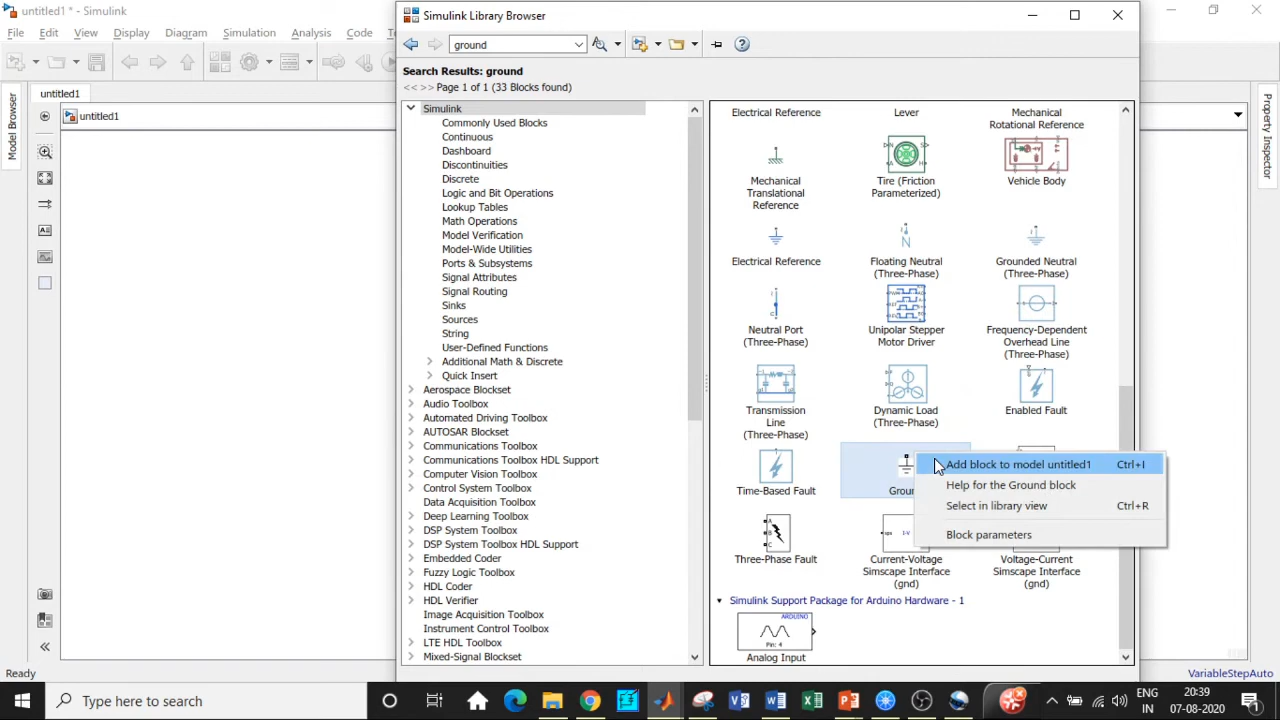 untitled1 * - Simulink
File Edit View Display Diagram Simulation Analysis Code
untitled1
untitled1
Model Browser
Property Inspector
Simulink Library Browser
ground
Search Results: ground
<< >> Page 1 of 1 (33 Blocks found)
Simulink
Commonly Used Blocks
Continuous
Dashboard
Discontinuities
Discrete
Logic and Bit Operations
Lookup Tables
Math Operations
Model Verification
Model-Wide Utilities
Ports & Subsystems
Signal Attributes
Signal Routing
Sinks
Sources
String
User-Defined Functions
Additional Math & Discrete
Quick Insert
Aerospace Blockset
Audio Toolbox
Automated Driving Toolbox
AUTOSAR Blockset
Communications Toolbox
Communications Toolbox HDL Support
Computer Vision Toolbox
Control System Toolbox
Data Acquisition Toolbox
Deep Learning Toolbox
DSP System Toolbox
DSP System Toolbox HDL Support
Embedded Coder
Fuzzy Logic Toolbox
HDL Coder
HDL Verifier
Image Acquisition Toolbox
Instrument Control Toolbox
LTE HDL Toolbox
Mixed-Signal Blockset
Electrical Reference
Lever
Mechanical
Rotational Reference
Mechanical
Translational
Reference
Tire (Friction
Parameterized)
Vehicle Body
Electrical Reference
Floating Neutral
(Three-Phase)
Grounded Neutral
(Three-Phase)
Neutral Port
(Three-Phase)
Unipolar Stepper
Motor Driver
Frequency-Dependent
Overhead Line
(Three-Phase)
Transmission
Line
(Three-Phase)
Dynamic Load
(Three-Phase)
Enabled Fault
Time-Based Fault
Groun
Add block to model untitled1 Ctrl+I
Help for the Ground block
Select in library view Ctrl+R
Block parameters
Three-Phase Fault
Current-Voltage
Simscape Interface
(gnd)
Voltage-Current
Simscape Interface
(gnd)
Simulink Support Package for Arduino Hardware - 1
ARDUINO
Pin: 4
Analog Input
Ready
VariableStepAuto
Type here to search
ENG
IN
20:39
07-08-2020